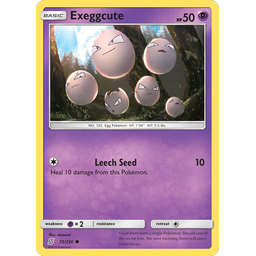 BASIC
Exeggcute
HP50
NO. 102 Egg Pokémon HT: 1'04" WT: 5.5 lbs.
Leech Seed 10
Heal 10 damage from this Pokémon.
weakness ×2 resistance retreat
75/236